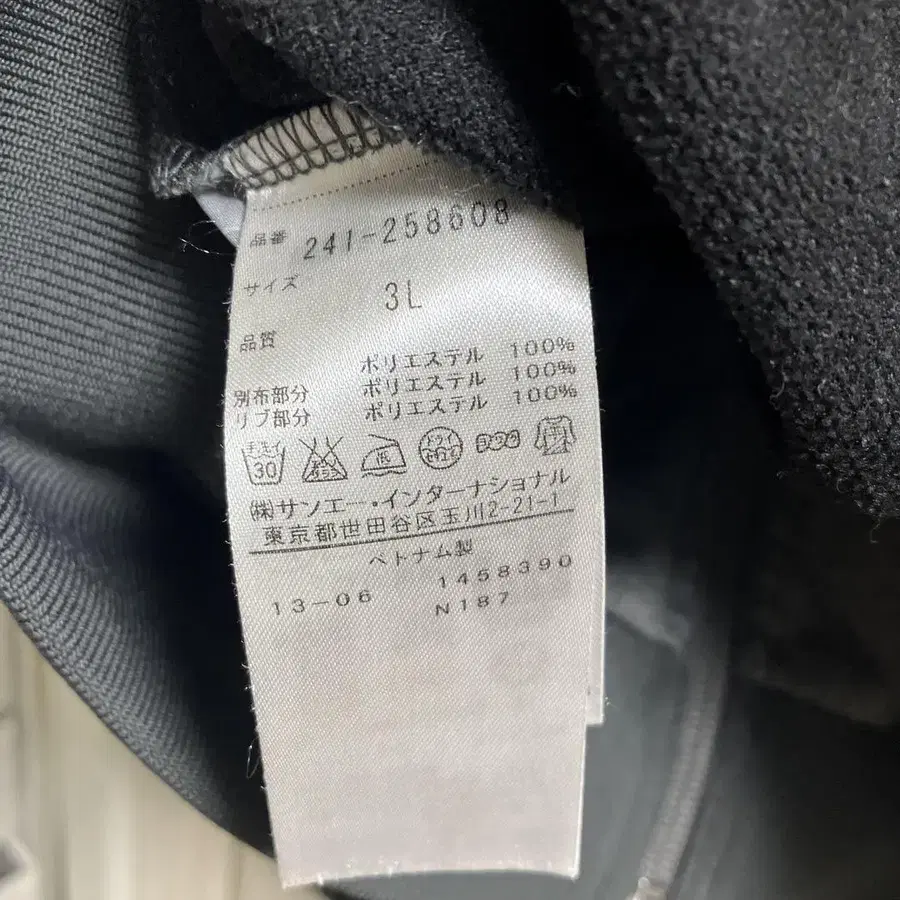 品番 241-258608
サイズ 3L
品質 ポリエステル 100%
別布部分 ポリエステル 100%
リブ部分 ポリエステル 100%
30 低
㈱サンエー・インターナショナル
東京都世田谷区玉川2-21-1
ベトナム製
13-06 1458390
N187